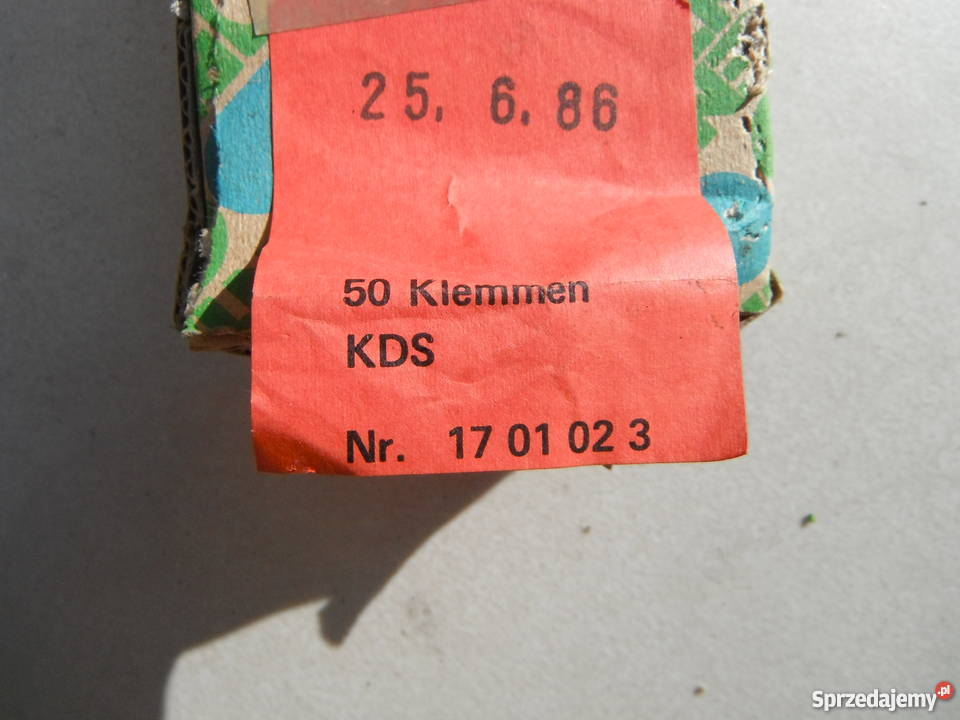 25. 6. 86
50 Klemmen
KDS
Nr. 17 01 02 3
Sprzedajemy.pl